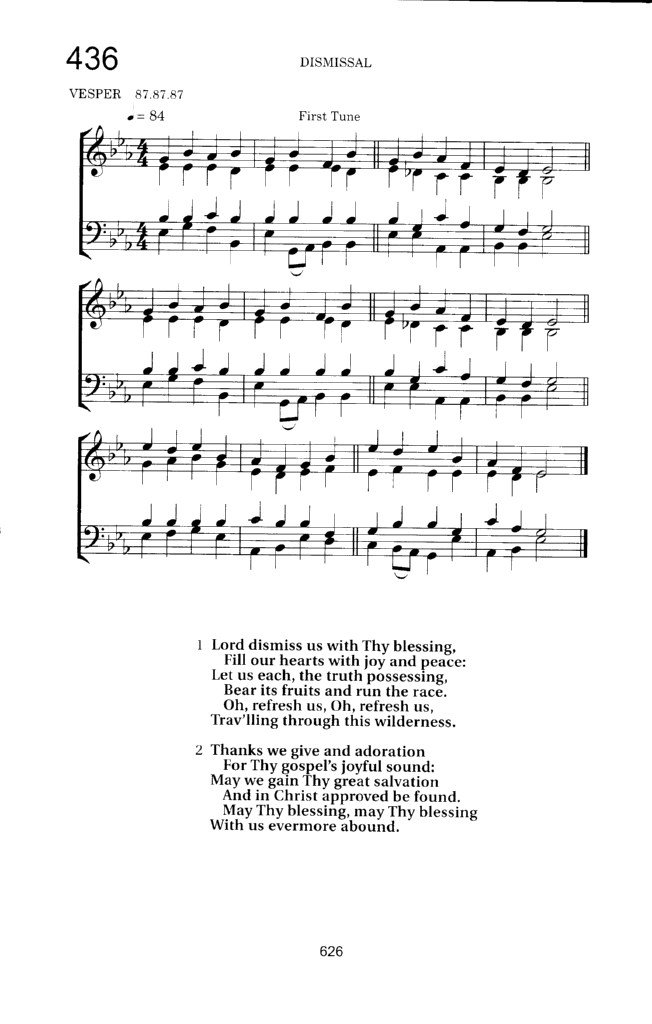 436
DISMISSAL
VESPER 87.87.87
♩ = 84
First Tune
1 Lord dismiss us with Thy blessing,
Fill our hearts with joy and peace:
Let us each, the truth possessing,
Bear its fruits and run the race.
Oh, refresh us, Oh, refresh us,
Trav'lling through this wilderness.
2 Thanks we give and adoration
For Thy gospel's joyful sound:
May we gain Thy great salvation
And in Christ approved be found.
May Thy blessing, may Thy blessing
With us evermore abound.
626